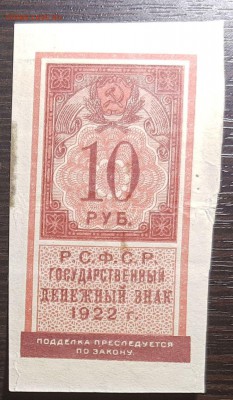 10
РУБ.
Р.С.Ф.С.Р.
ГОСУДАРСТВЕННЫЙ
ДЕНЕЖНЫЙ ЗНАК
1922 г.
ПОДДЕЛКА ПРЕСЛЕДУЕТСЯ
ПО ЗАКОНУ.